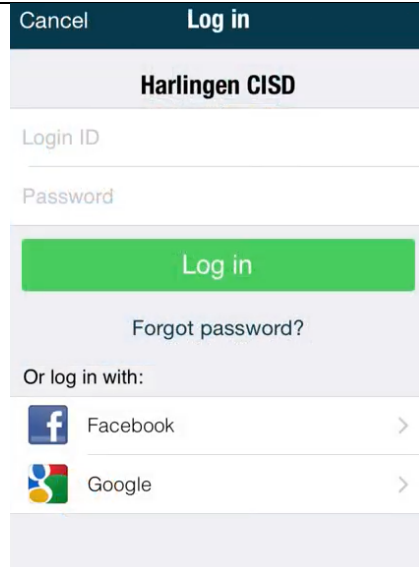 Cancel Log in
Harlingen CISD
Login ID
Password
Log in
Forgot password?
Or log in with:
Facebook
Google